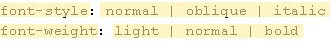 font-style: normal | oblique | italic
font-weight: light | normal | bold